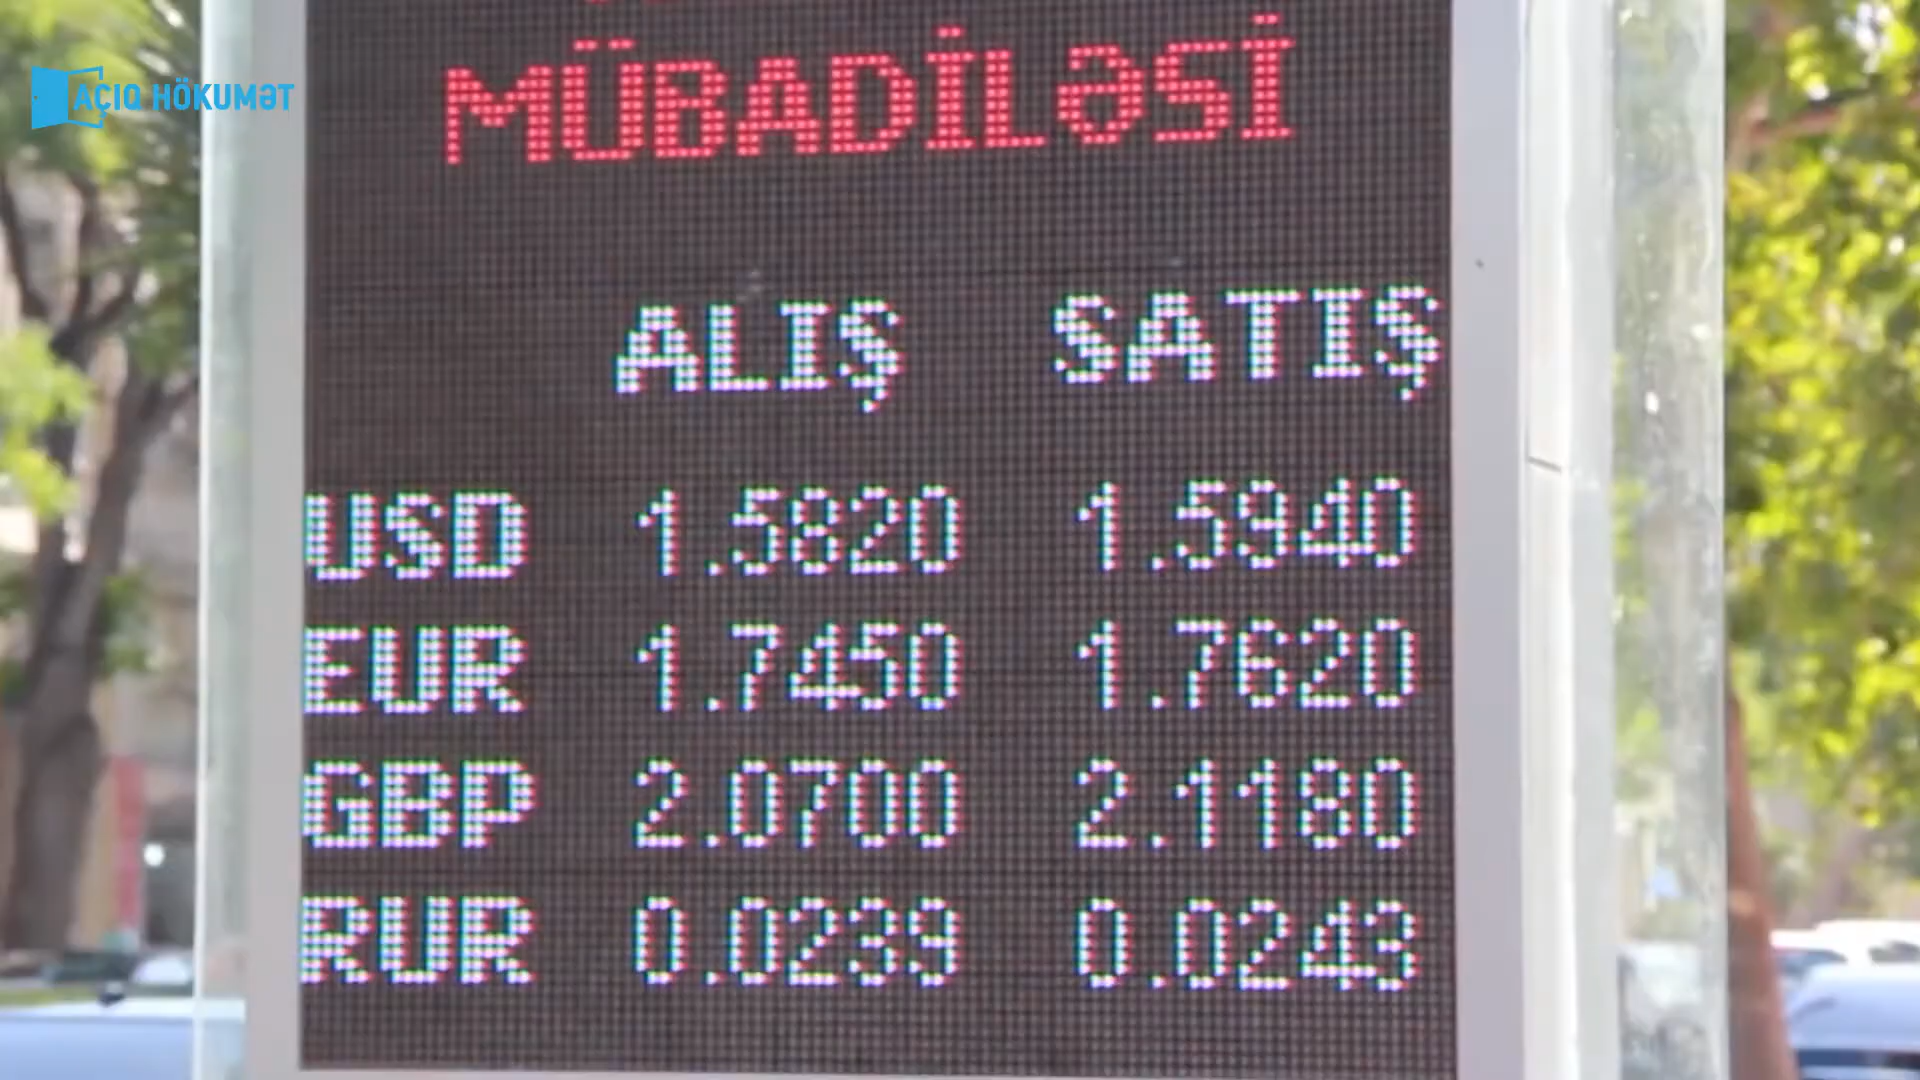 AÇIQ HÖKUMƏT
MÜBADİLƏSİ
ALIŞ SATIŞ
USD 1.5820 1.5940
EUR 1.7450 1.7620
GBP 2.0700 2.1180
RUR 0.0239 0.0243